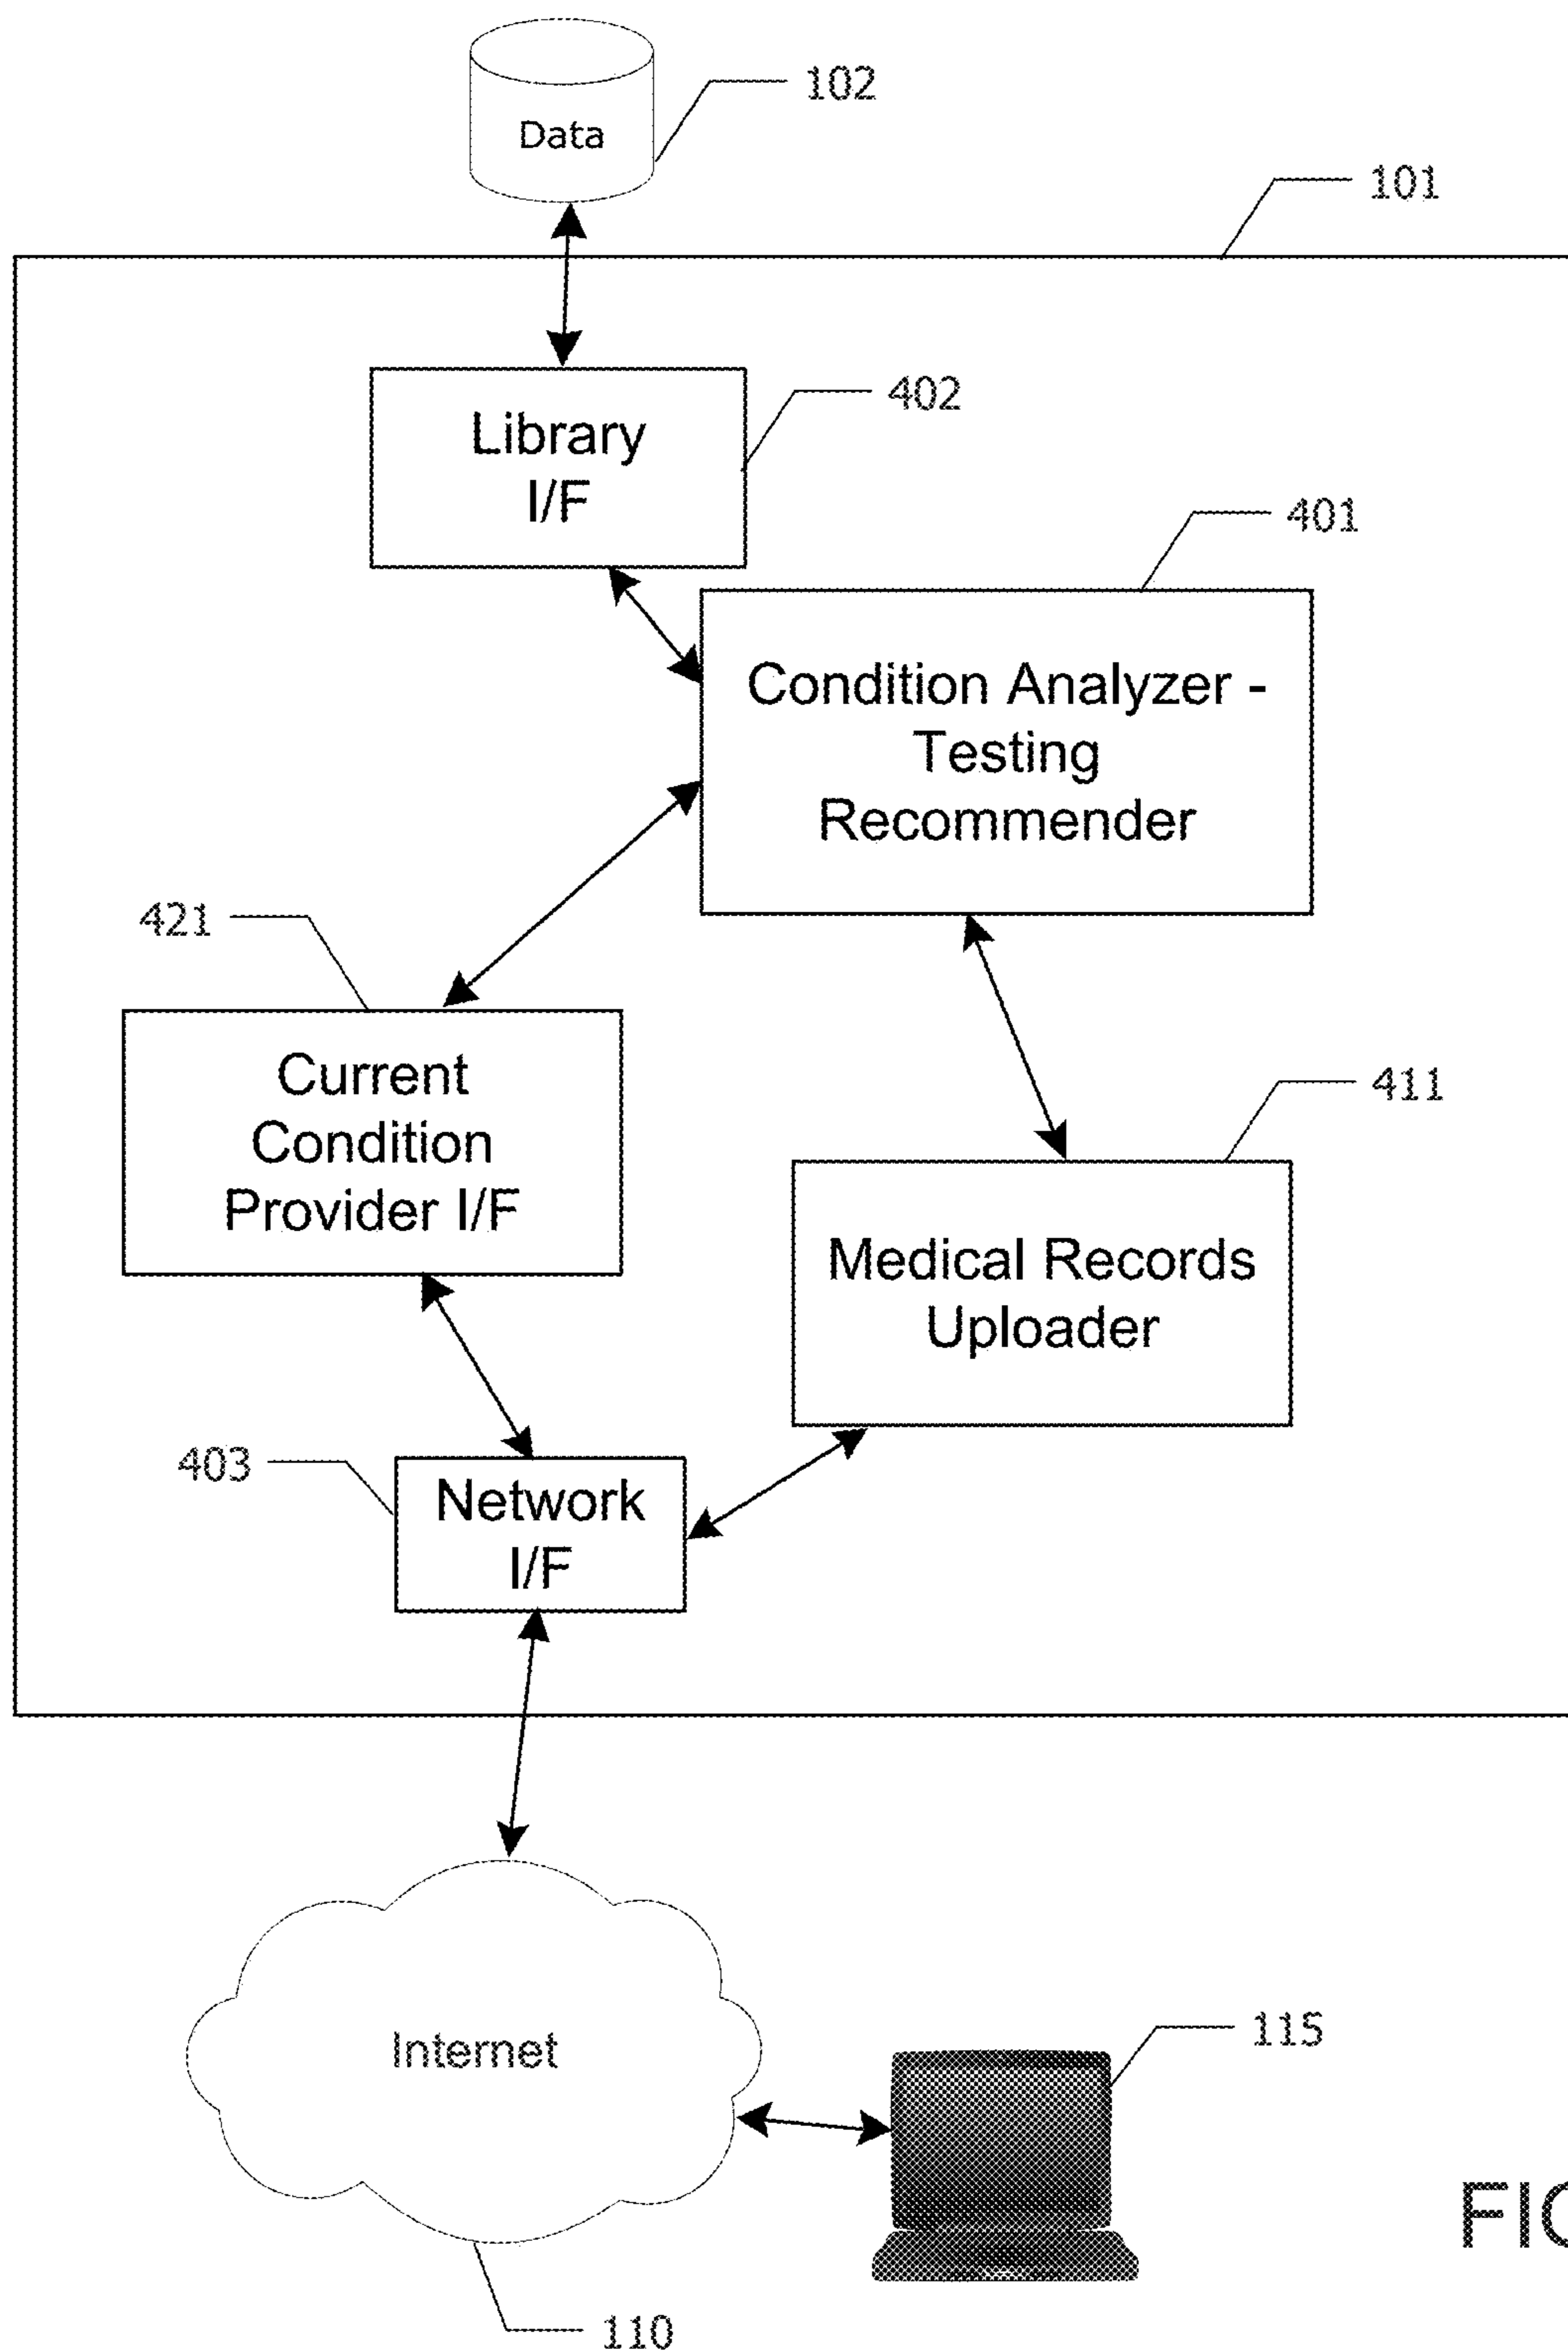 Data
102
101
Library
I/F
402
401
Condition Analyzer -
Testing
Recommender
421
Current
Condition
Provider I/F
411
Medical Records
Uploader
403
Network
I/F
Internet
115
110